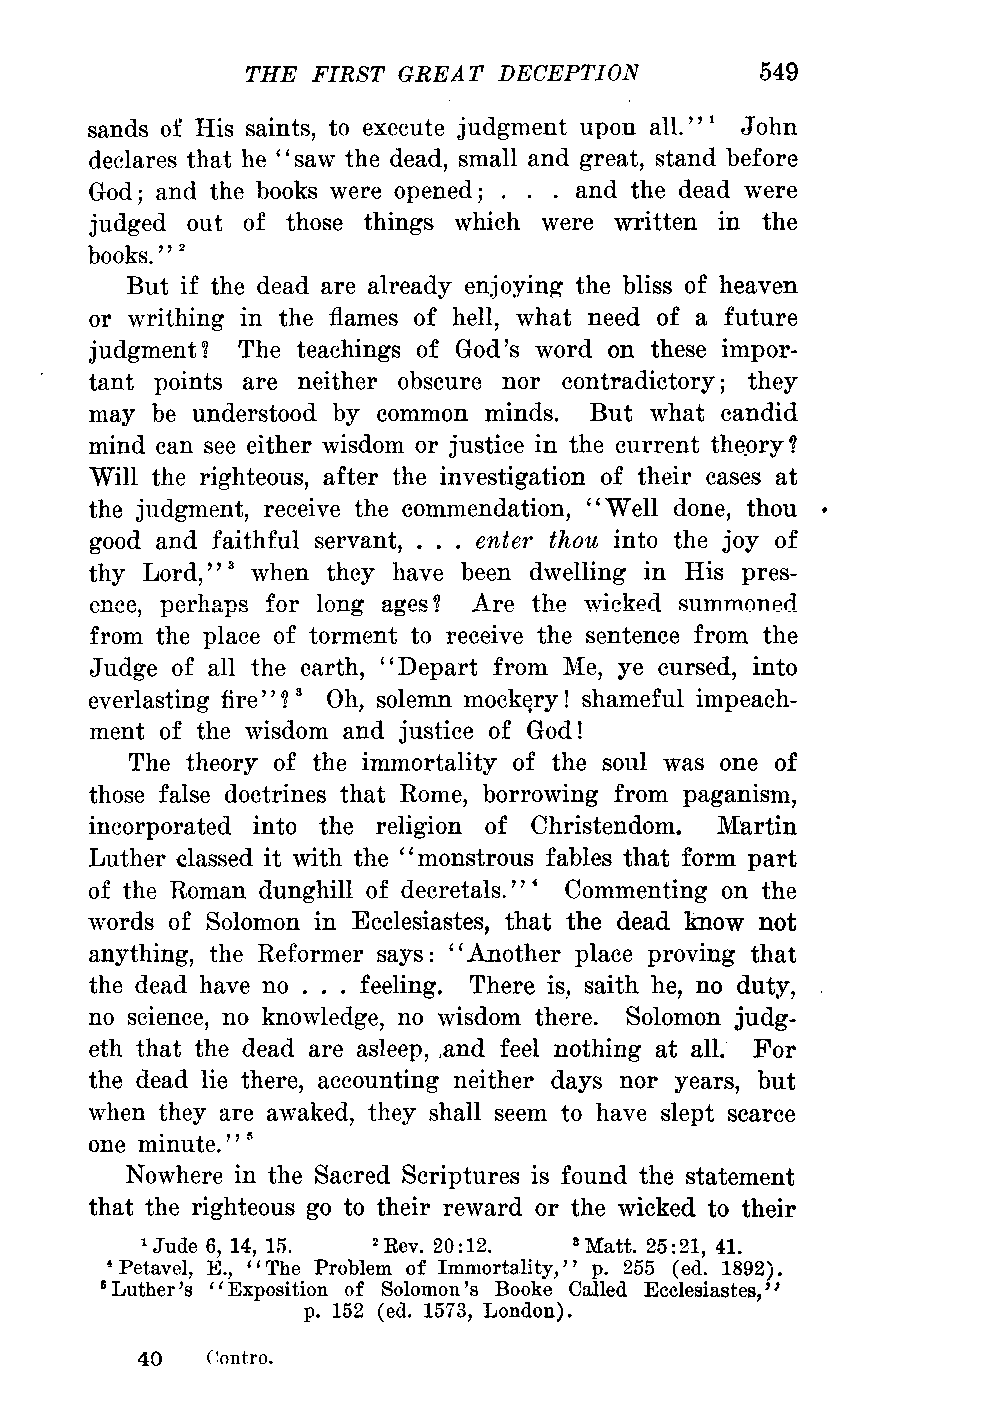 THE FIRST GREAT DECEPTION 549
sands of His saints, to execute judgment upon all.''¹ John
declares that he ''saw the dead, small and great, stand before
God; and the books were opened; . . . and the dead were
judged out of those things which were written in the
books.''²
But if the dead are already enjoying the bliss of heaven
or writhing in the flames of hell, what need of a future
judgment? The teachings of God's word on these impor-
tant points are neither obscure nor contradictory; they
may be understood by common minds. But what candid
mind can see either wisdom or justice in the current theory?
Will the righteous, after the investigation of their cases at
the judgment, receive the commendation, ''Well done, thou
good and faithful servant, . . . enter thou into the joy of
thy Lord,''³ when they have been dwelling in His pres-
ence, perhaps for long ages? Are the wicked summoned
from the place of torment to receive the sentence from the
Judge of all the earth, ''Depart from Me, ye cursed, into
everlasting fire''?³ Oh, solemn mockery! shameful impeach-
ment of the wisdom and justice of God!
The theory of the immortality of the soul was one of
those false doctrines that Rome, borrowing from paganism,
incorporated into the religion of Christendom. Martin
Luther classed it with the ''monstrous fables that form part
of the Roman dunghill of decretals.''⁴ Commenting on the
words of Solomon in Ecclesiastes, that the dead know not
anything, the Reformer says: ''Another place proving that
the dead have no . . . feeling. There is, saith he, no duty,
no science, no knowledge, no wisdom there. Solomon judg-
eth that the dead are asleep, and feel nothing at all. For
the dead lie there, accounting neither days nor years, but
when they are awaked, they shall seem to have slept scarce
one minute.''⁵
Nowhere in the Sacred Scriptures is found the statement
that the righteous go to their reward or the wicked to their
¹ Jude 6, 14, 15. ² Rev. 20:12. ³ Matt. 25:21, 41.
⁴ Petavel, E., ''The Problem of Immortality,'' p. 255 (ed. 1892).
⁵ Luther's ''Exposition of Solomon's Booke Called Ecclesiastes,''
p. 152 (ed. 1573, London).
40 Contro.